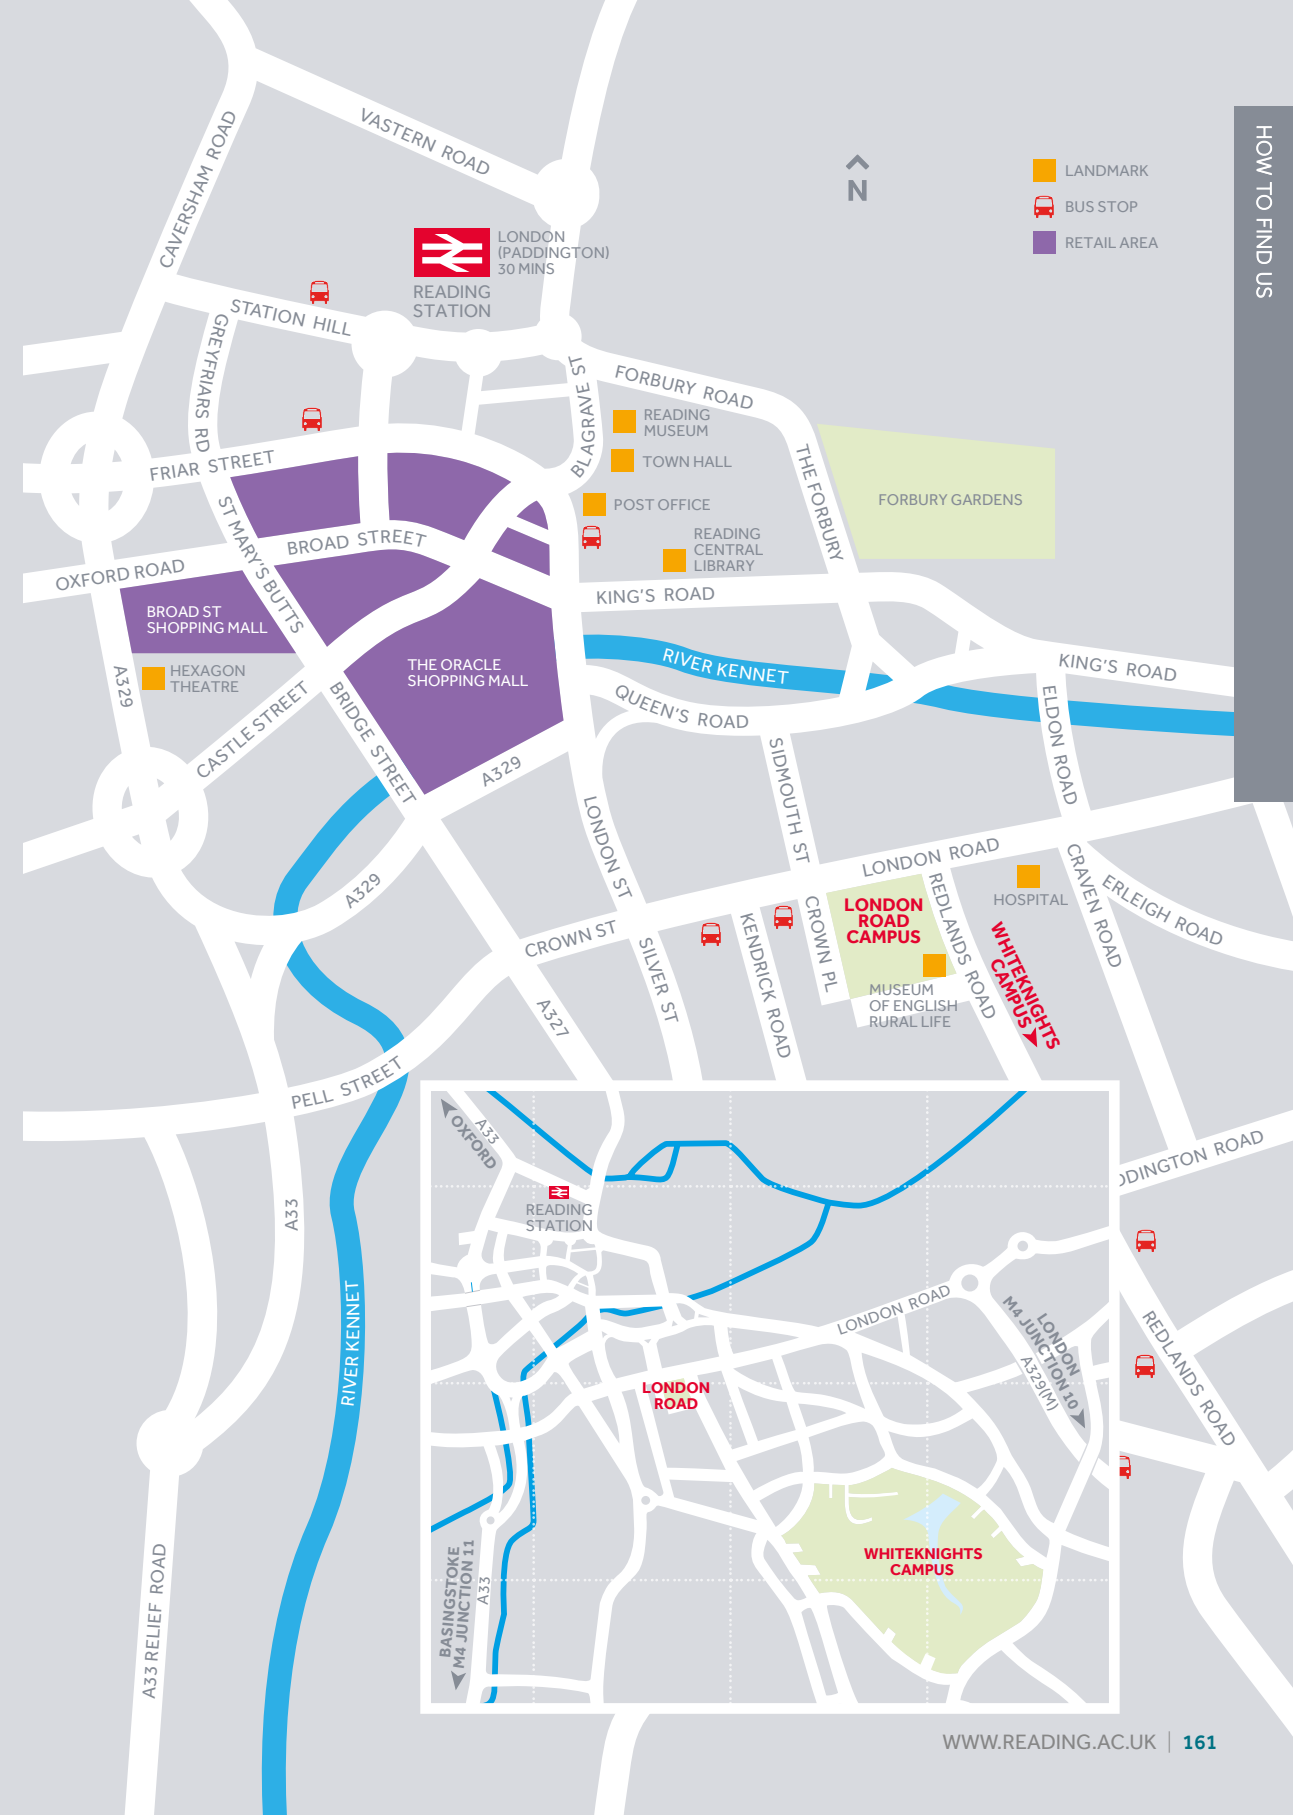 HOW TO FIND US
LANDMARK
BUS STOP
RETAIL AREA
N
VASTERN ROAD
CAVERSHAM ROAD
LONDON
(PADDINGTON)
30 MINS
READING
STATION
STATION HILL
GREYFRIARS RD
FORBURY ROAD
BLAGRAVE ST
READING
MUSEUM
TOWN HALL
POST OFFICE
READING
CENTRAL
LIBRARY
THE FORBURY
FORBURY GARDENS
FRIAR STREET
ST MARY'S BUTTS
BROAD STREET
OXFORD ROAD
KING'S ROAD
BROAD ST
SHOPPING MALL
HEXAGON
THEATRE
A329
THE ORACLE
SHOPPING MALL
RIVER KENNET
KING'S ROAD
QUEEN'S ROAD
CASTLE STREET
BRIDGE STREET
A329
ELDON ROAD
SIDMOUTH ST
LONDON ST
A329
LONDON ROAD
HOSPITAL
CRAVEN ROAD
ERLEIGH ROAD
LONDON
ROAD
CAMPUS
REDLANDS ROAD
WHITEKNIGHTS
CAMPUS
CROWN PL
KENDRICK ROAD
CROWN ST
SILVER ST
MUSEUM
OF ENGLISH
RURAL LIFE
A327
PELL STREET
A33
RIVER KENNET
A33 RELIEF ROAD
DDINGTON ROAD
REDLANDS ROAD
A33
OXFORD
READING
STATION
LONDON ROAD
LONDON
M4 JUNCTION 10
A329(M)
LONDON
ROAD
WHITEKNIGHTS
CAMPUS
BASINGSTOKE
M4 JUNCTION 11
A33
WWW.READING.AC.UK | 161